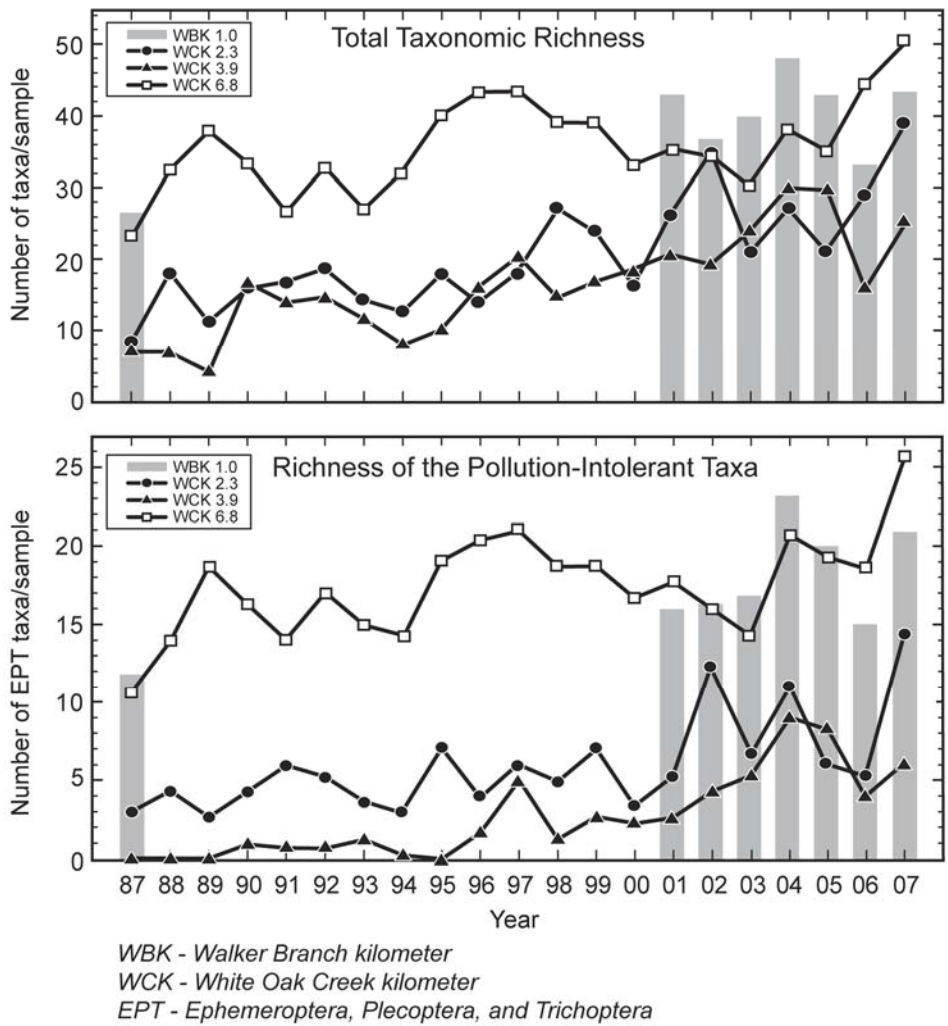 Total Taxonomic Richness
WBK 1.0
WCK 2.3
WCK 3.9
WCK 6.8
Number of taxa/sample
50
40
30
20
10
0
Richness of the Pollution-Intolerant Taxa
WBK 1.0
WCK 2.3
WCK 3.9
WCK 6.8
Number of EPT taxa/sample
25
20
15
10
5
0
87 88 89 90 91 92 93 94 95 96 97 98 99 00 01 02 03 04 05 06 07
Year
WBK - Walker Branch kilometer
WCK - White Oak Creek kilometer
EPT - Ephemeroptera, Plecoptera, and Trichoptera